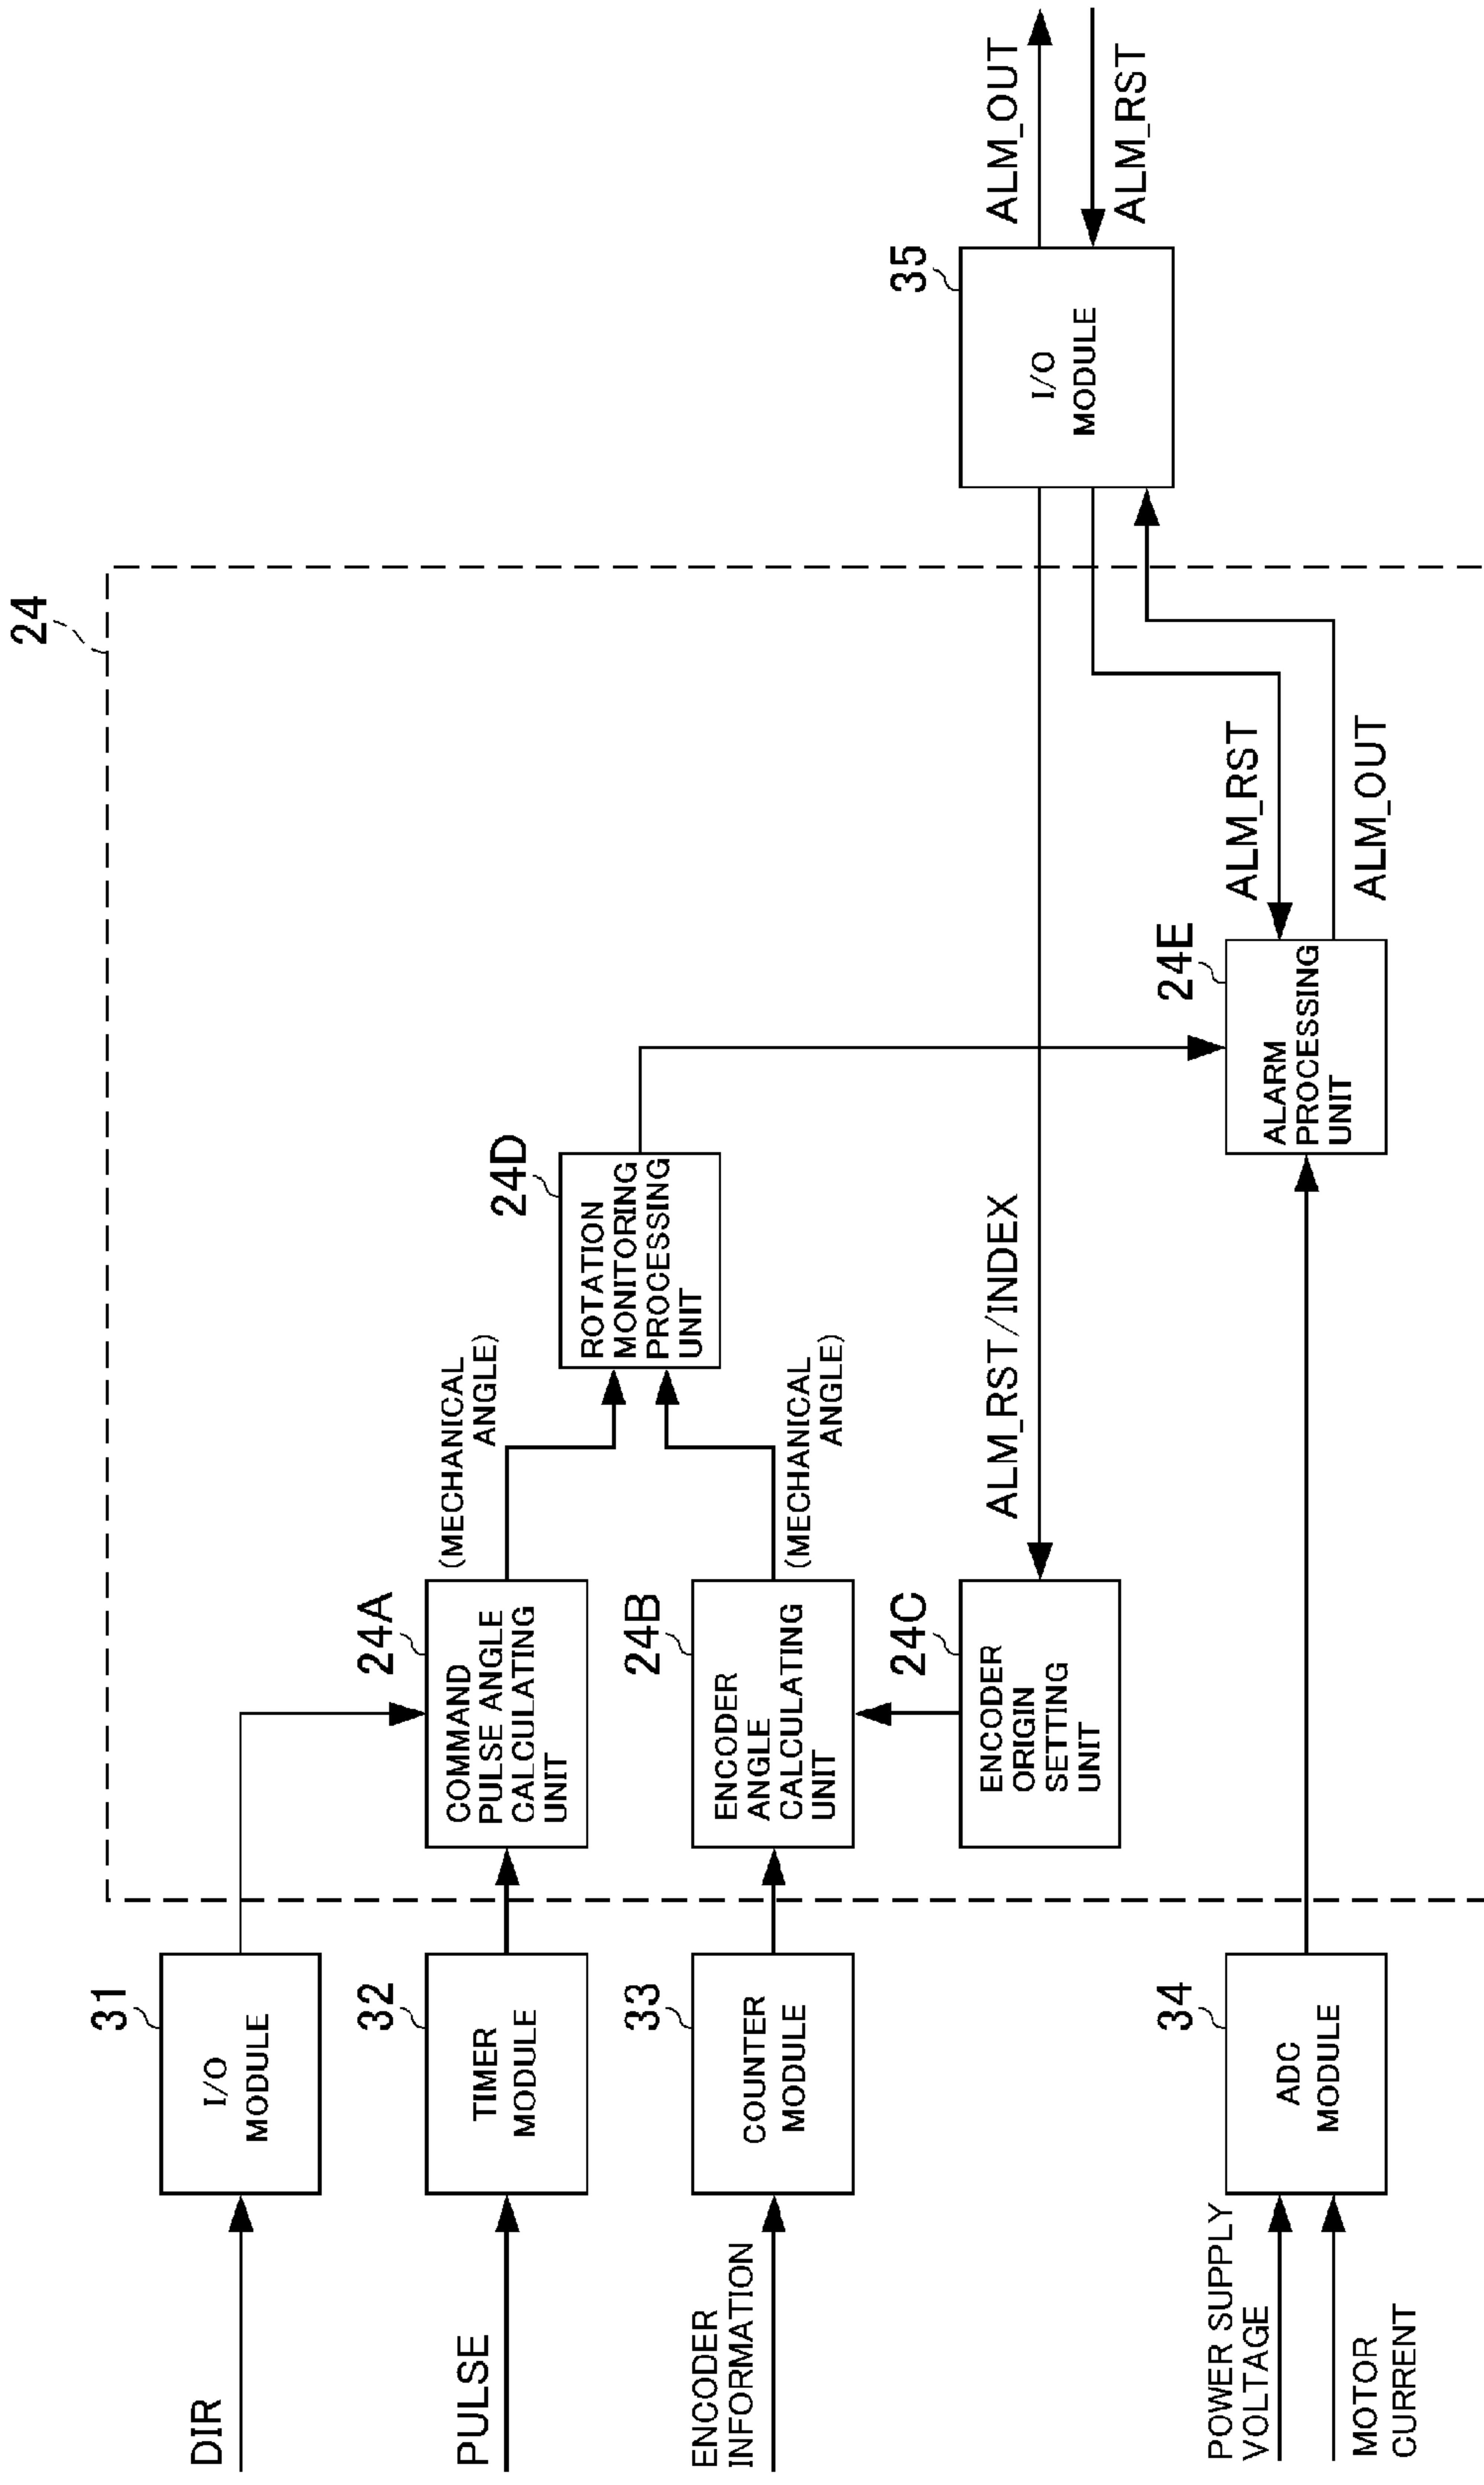 24
DIR
31
I/O
MODULE
PULSE
32
TIMER
MODULE
24A
COMMAND
PULSE ANGLE
CALCULATING
UNIT
(MECHANICAL
ANGLE)
24D
ROTATION
MONITORING
PROCESSING
UNIT
ENCODER
INFORMATION
33
COUNTER
MODULE
24B
ENCODER
ANGLE
CALCULATING
UNIT
(MECHANICAL
ANGLE)
24C
ENCODER
ORIGIN
SETTING
UNIT
ALM_RST/INDEX
35
I/O
MODULE
ALM_OUT
ALM_RST
POWER SUPPLY
VOLTAGE
MOTOR
CURRENT
34
ADC
MODULE
24E
ALARM
PROCESSING
UNIT
ALM_RST
ALM_OUT